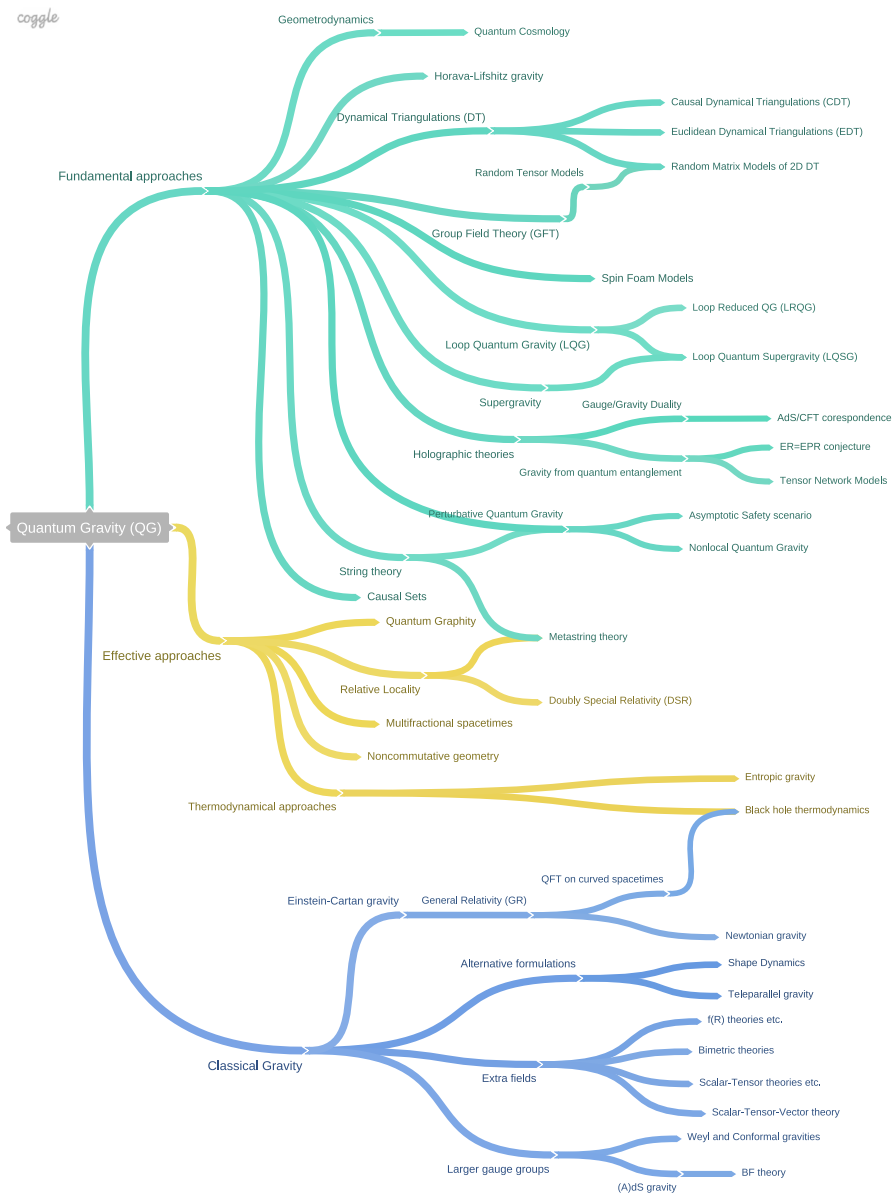 coggle
Geometrodynamics
Quantum Cosmology
Horava-Lifshitz gravity
Dynamical Triangulations (DT)
Causal Dynamical Triangulations (CDT)
Euclidean Dynamical Triangulations (EDT)
Random Matrix Models of 2D DT
Random Tensor Models
Fundamental approaches
Group Field Theory (GFT)
Spin Foam Models
Loop Reduced QG (LRQG)
Loop Quantum Gravity (LQG)
Loop Quantum Supergravity (LQSG)
Supergravity
Gauge/Gravity Duality
AdS/CFT corespondence
Holographic theories
ER=EPR conjecture
Gravity from quantum entanglement
Tensor Network Models
Perturbative Quantum Gravity
Asymptotic Safety scenario
Quantum Gravity (QG)
Nonlocal Quantum Gravity
String theory
Causal Sets
Quantum Graphity
Metastring theory
Effective approaches
Relative Locality
Doubly Special Relativity (DSR)
Multifractional spacetimes
Noncommutative geometry
Entropic gravity
Thermodynamical approaches
Black hole thermodynamics
QFT on curved spacetimes
Einstein-Cartan gravity
General Relativity (GR)
Newtonian gravity
Alternative formulations
Shape Dynamics
Teleparallel gravity
f(R) theories etc.
Bimetric theories
Classical Gravity
Extra fields
Scalar-Tensor theories etc.
Scalar-Tensor-Vector theory
Weyl and Conformal gravities
Larger gauge groups
BF theory
(A)dS gravity